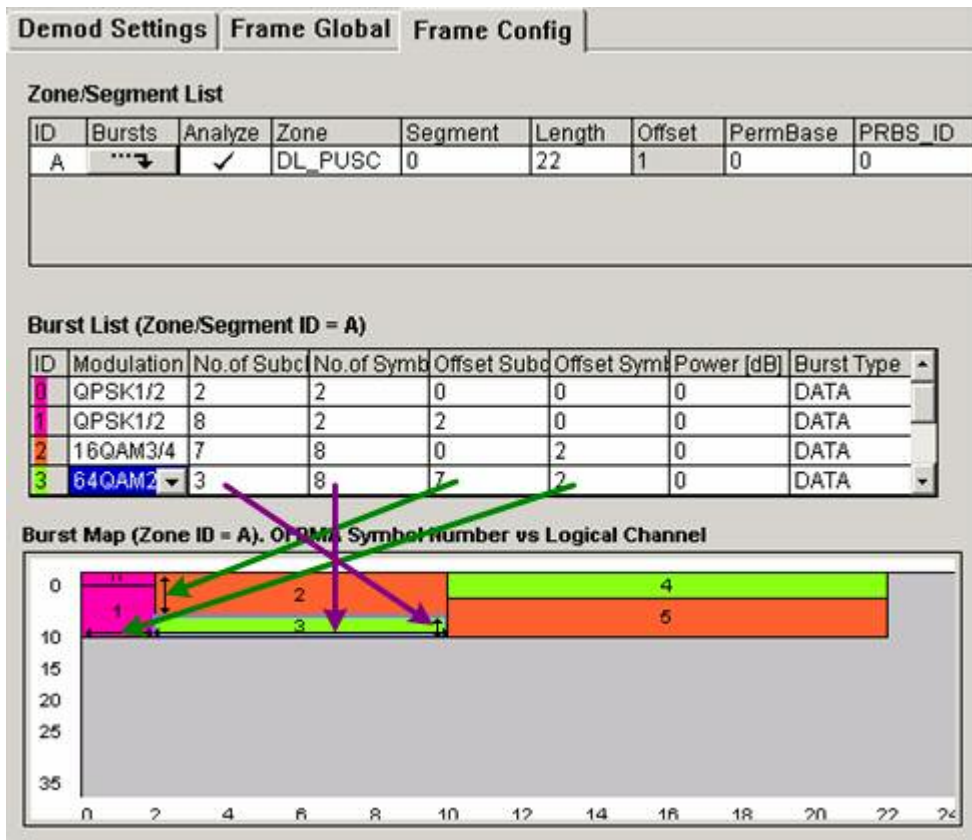 Demod Settings Frame Global Frame Config
Zone/Segment List
ID Bursts Analyze Zone Segment Length Offset PermBase PRBS_ID
A DL_PUSC 0 22 1 0 0
Burst List (Zone/Segment ID = A)
ID Modulation No.of Subcl No.of Symb Offset Subc Offset Symb Power [dB] Burst Type
0 QPSK1/2 2 2 0 0 0 DATA
1 QPSK1/2 8 2 2 0 0 DATA
2 16QAM3/4 7 8 0 2 0 DATA
3 64QAM2 3 8 7 2 0 DATA
Burst Map (Zone ID = A). OFDMA Symbol Number vs Logical Channel
0
10
15
20
25
35
1 2 3 4 5
0 2 4 6 8 10 12 14 16 18 20 22 24